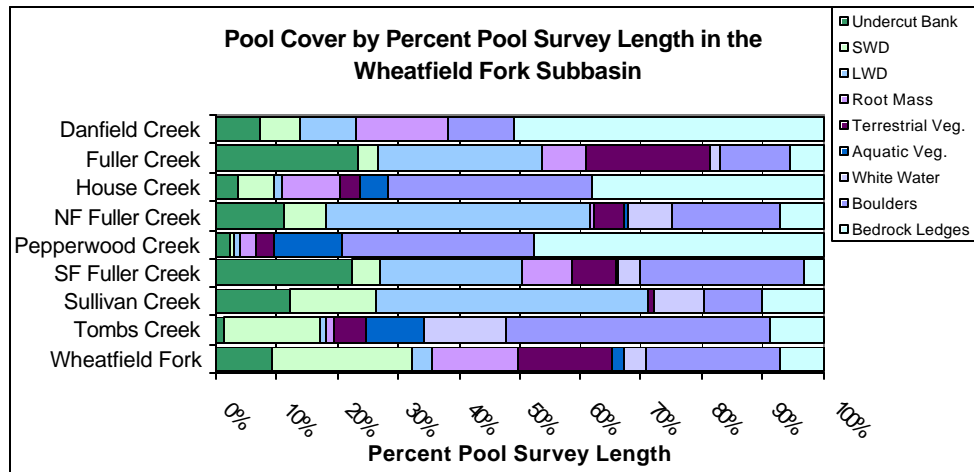 Pool Cover by Percent Pool Survey Length in the
Wheatfield Fork Subbasin
Undercut Bank
SWD
LWD
Root Mass
Terrestrial Veg.
Aquatic Veg.
White Water
Boulders
Bedrock Ledges
Danfield Creek
Fuller Creek
House Creek
NF Fuller Creek
Pepperwood Creek
SF Fuller Creek
Sullivan Creek
Tombs Creek
Wheatfield Fork
0% 10% 20% 30% 40% 50% 60% 70% 80% 90% 100%
Percent Pool Survey Length